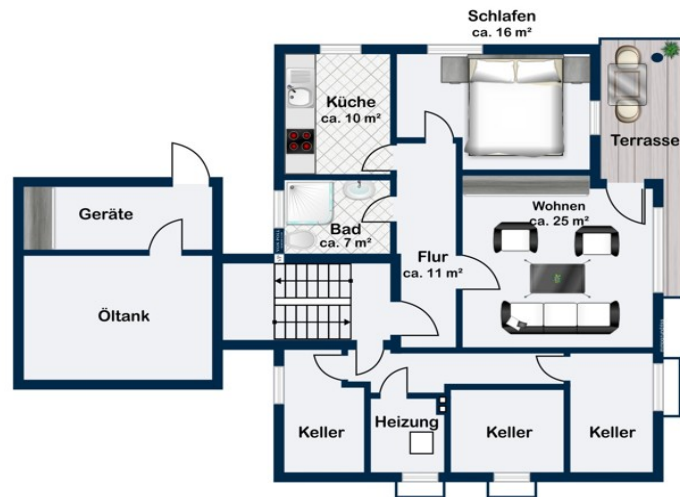 Schlafen
ca. 16 m²
Küche
ca. 10 m²
Terrasse
Geräte
Wohnen
ca. 25 m²
Bad
ca. 7 m²
Flur
ca. 11 m²
Öltank
Keller
Heizung
Keller
Keller